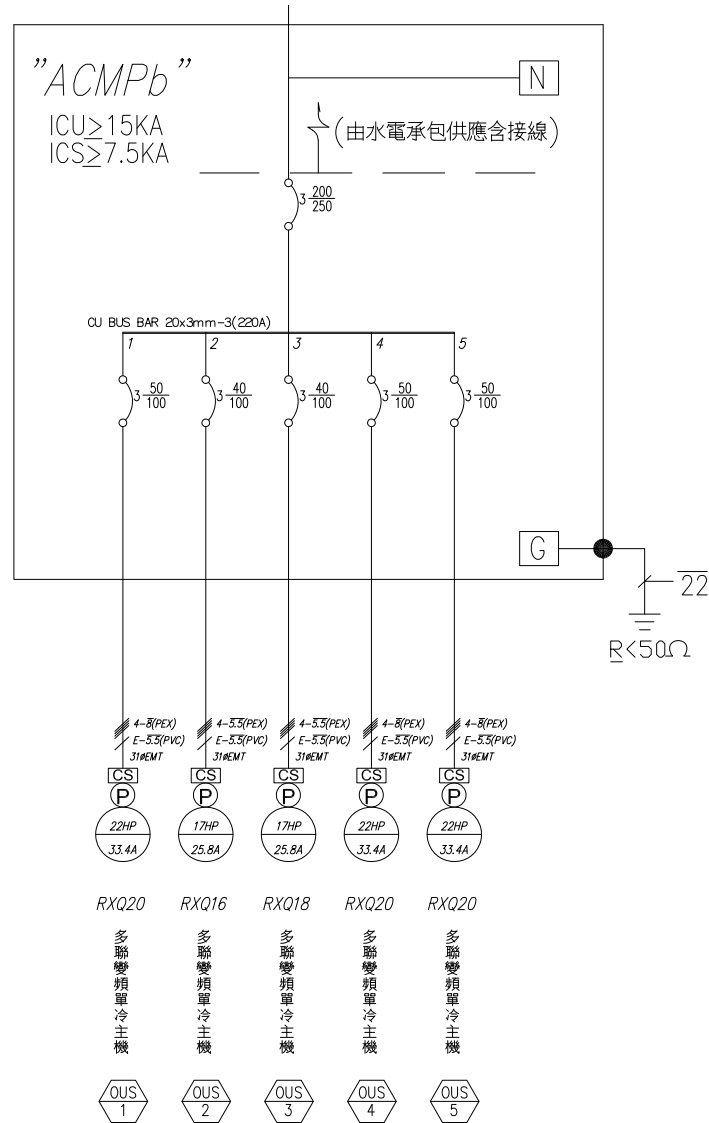 "ACMPb"
N
ICU≥15KA
ICS≥7.5KA
(由水電承包供應含接線)
3 200/250
CU BUS BAR 20x3mm-3(220A)
1 2 3 4 5
3 50/100 3 40/100 3 40/100 3 50/100 3 50/100
G
22
R<50Ω
4-8(PEX) 4-5.5(PEX) 4-5.5(PEX) 4-8(PEX) 4-8(PEX)
E-5.5(PVC) E-5.5(PVC) E-5.5(PVC) E-5.5(PVC) E-5.5(PVC)
31øEMT 31øEMT 31øEMT 31øEMT 31øEMT
CS CS CS CS CS
P P P P P
22HP 17HP 17HP 22HP 22HP
33.4A 25.8A 25.8A 33.4A 33.4A
RXQ20 RXQ16 RXQ18 RXQ20 RXQ20
多聯變頻單冷主機
多聯變頻單冷主機
多聯變頻單冷主機
多聯變頻單冷主機
多聯變頻單冷主機
OUS OUS OUS OUS OUS
1 2 3 4 5